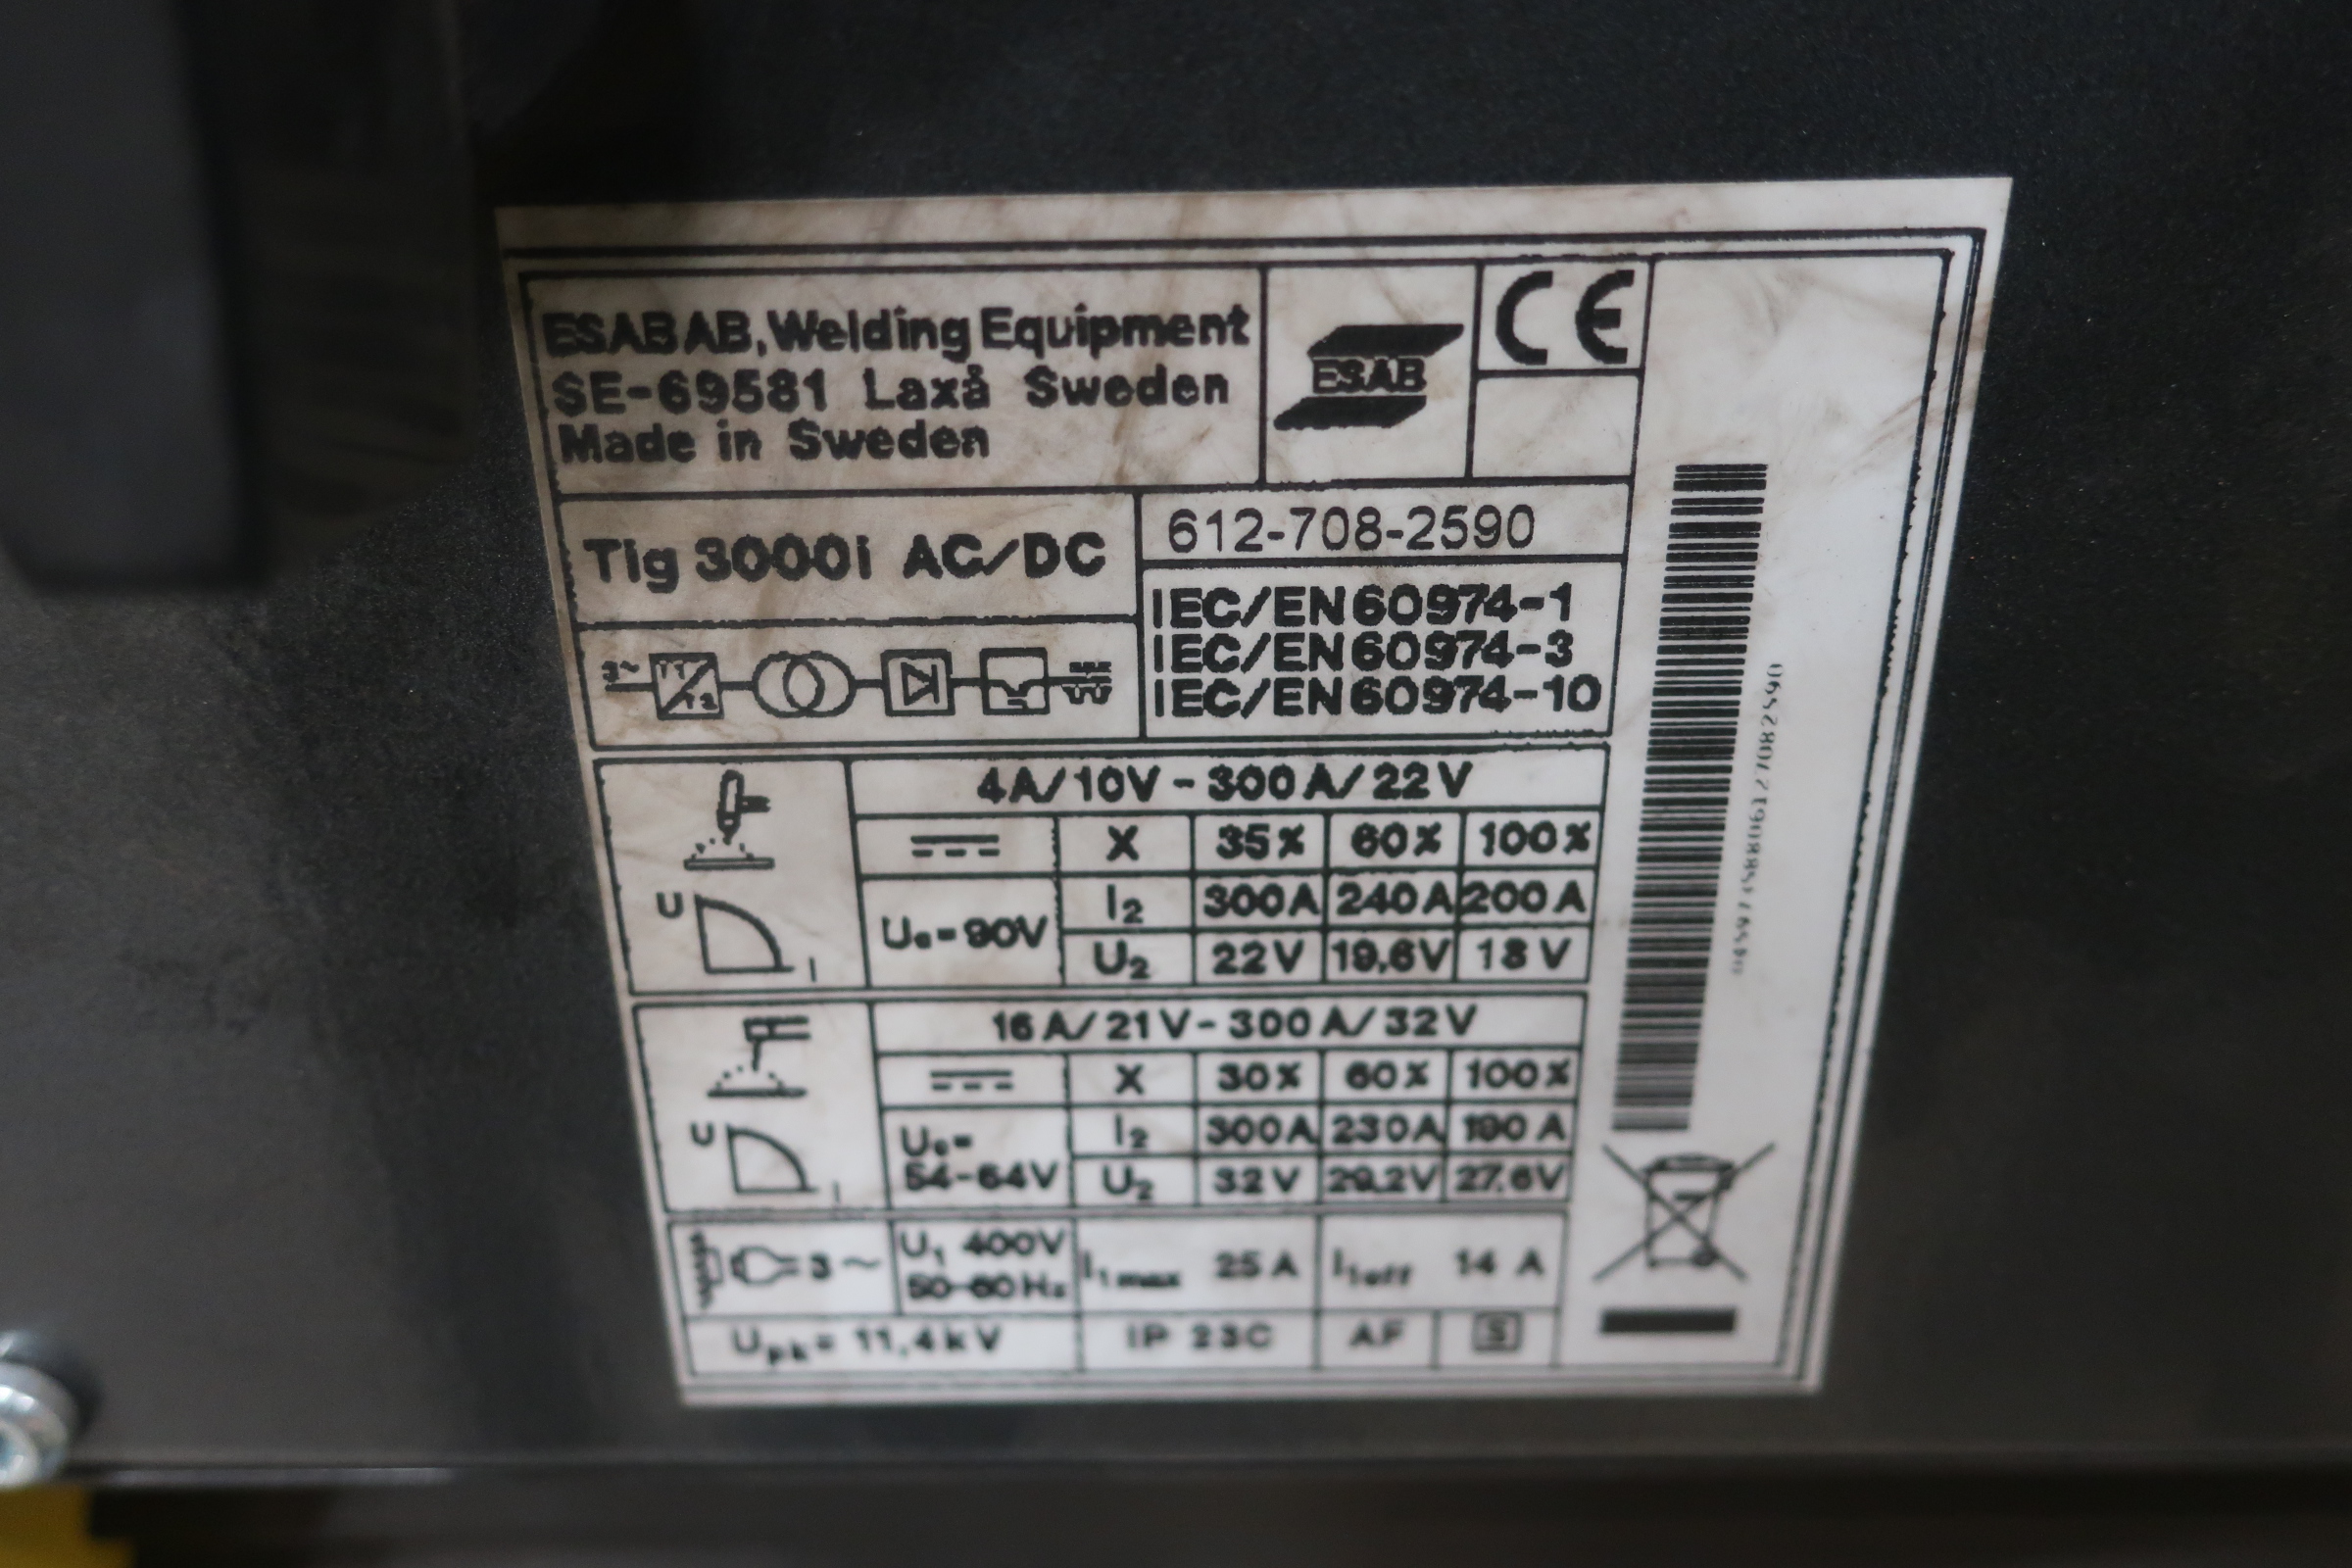 ESAB AB, Welding Equipment
SE-69581 Laxå Sweden
Made in Sweden
ESAB
CE
Tig 3000i AC/DC
612-708-2590
IEC/EN 60974-1
IEC/EN 60974-3
IEC/EN 60974-10
3~
4A/10V - 300A/22V
X 35% 60% 100%
U₀=90V
I₂ 300A 240A 200A
U₂ 22V 19,6V 18V
U
I
16A/21V - 300A/32V
X 30% 60% 100%
U₀=
54-64V
I₂ 300A 230A 190A
U₂ 32V 29.2V 27.6V
U
I
3~
U₁ 400V
50-60Hz
I₁max 25A
I₁eff 14A
Upk= 11,4kV
IP 23C
AF
S